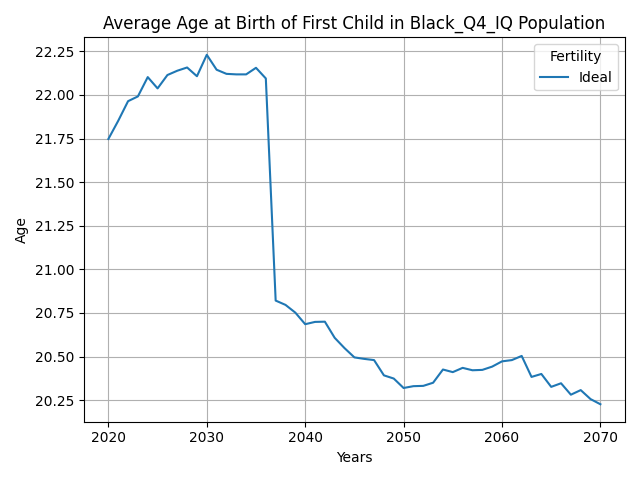 Average Age at Birth of First Child in Black_Q4_IQ Population
22.25
22.00
21.75
21.50
21.25
21.00
20.75
20.50
20.25
Age
Fertility
Ideal
2020 2030 2040 2050 2060 2070
Years